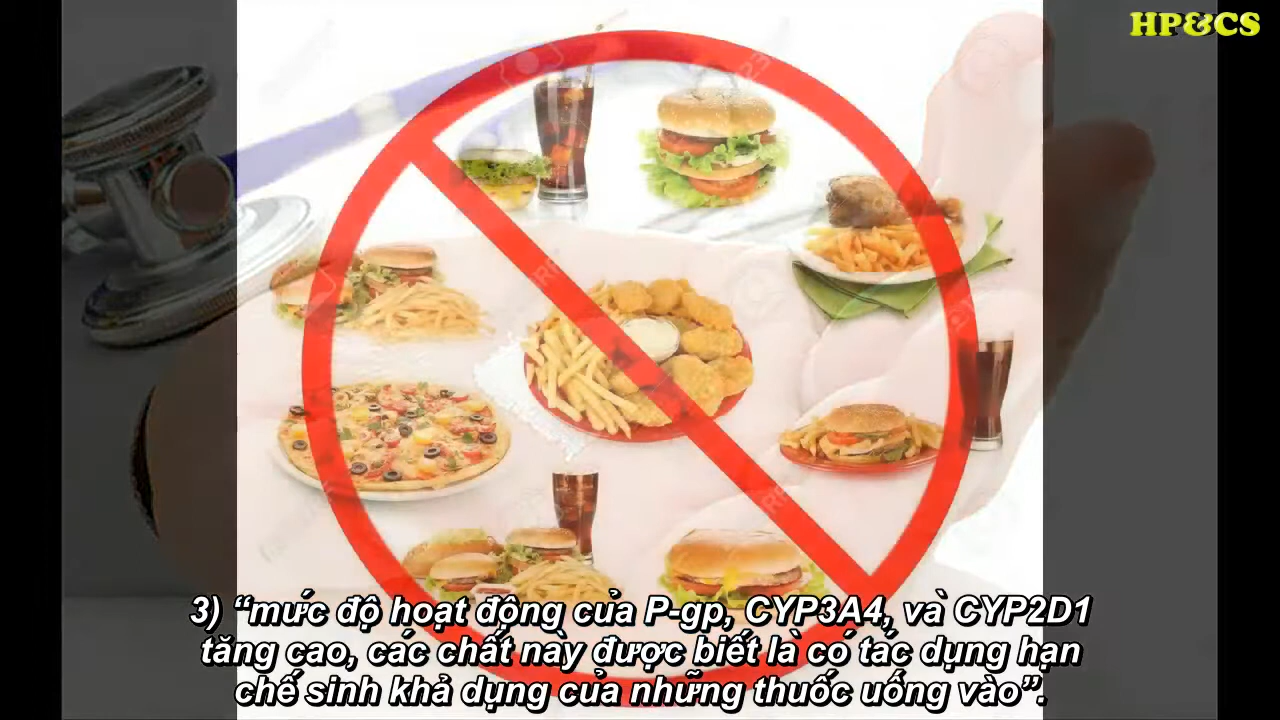 HP&CS
3) “mức độ hoạt động của P-gp, CYP3A4, và CYP2D1
tăng cao, các chất này được biết là có tác dụng hạn
chế sinh khả dụng của những thuốc uống vào”.